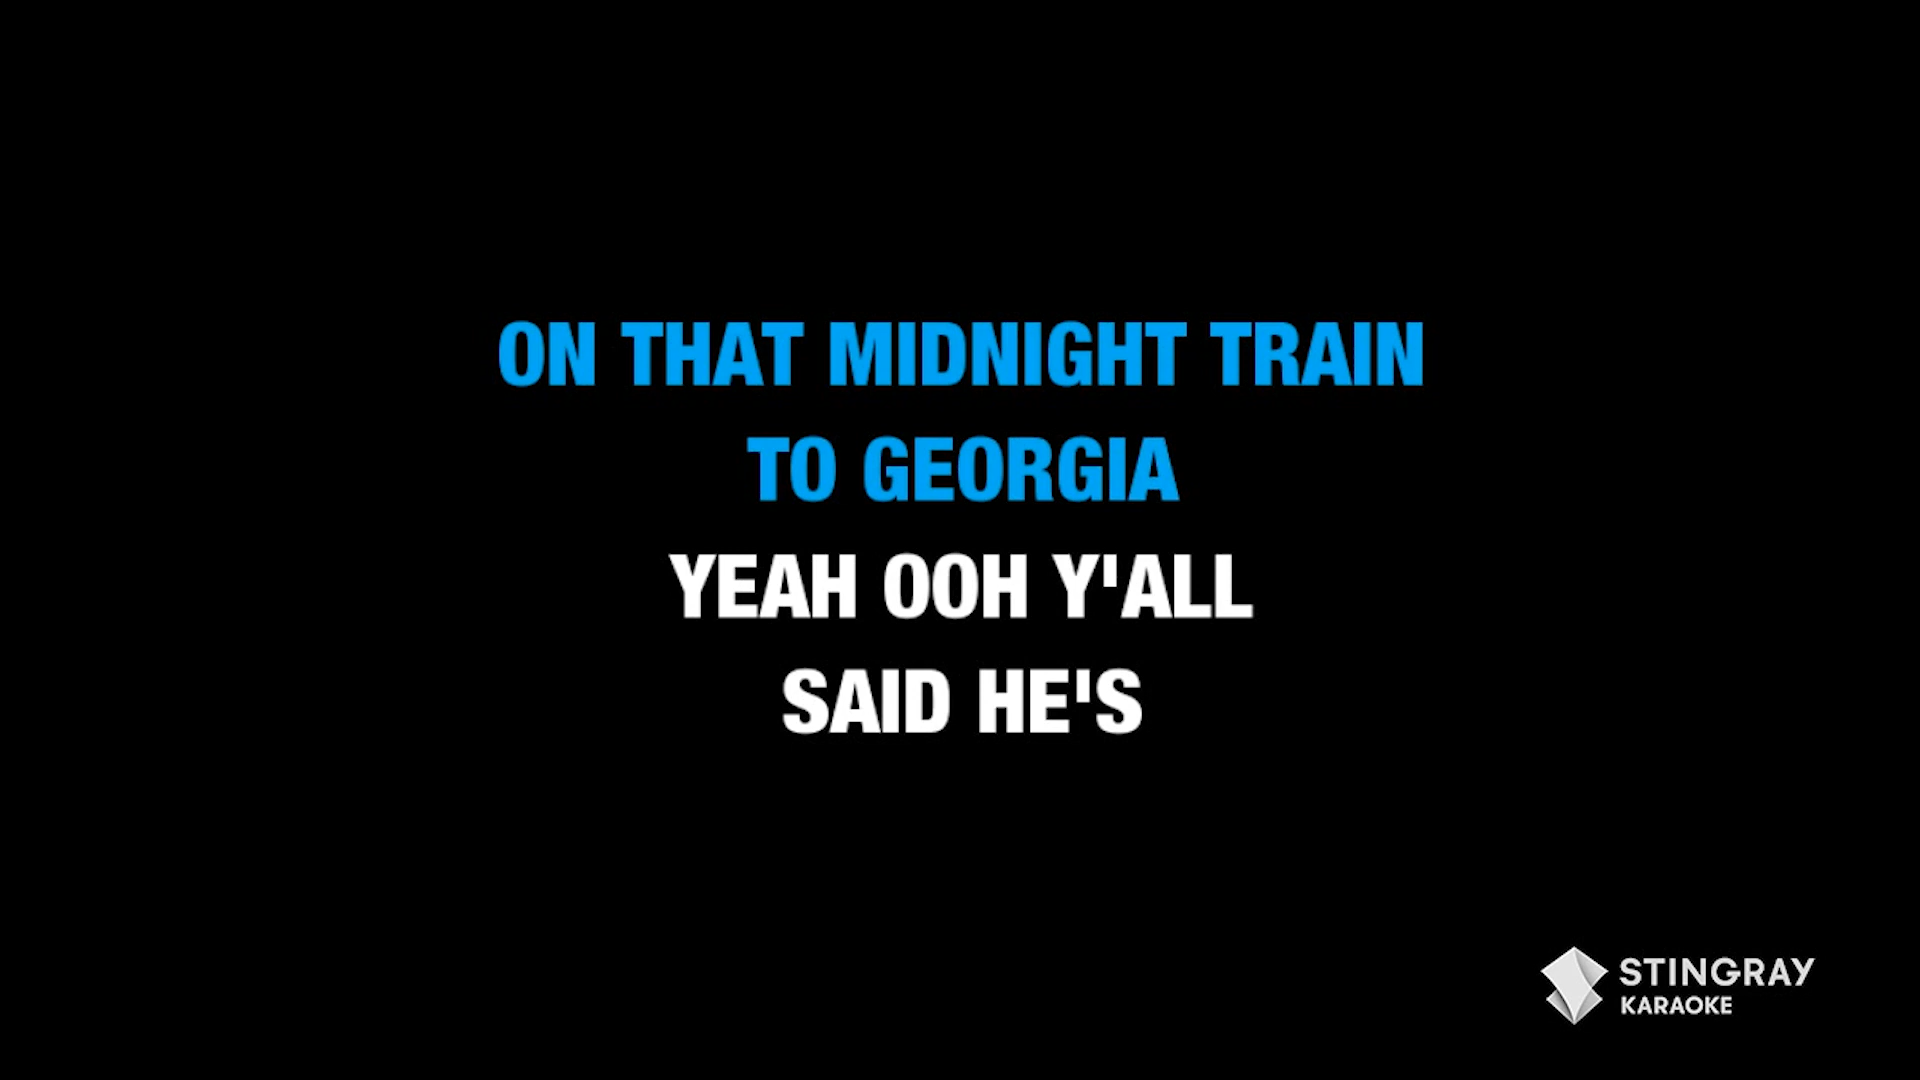 ON THAT MIDNIGHT TRAIN
TO GEORGIA
YEAH OOH Y'ALL
SAID HE'S
STINGRAY
KARAOKE